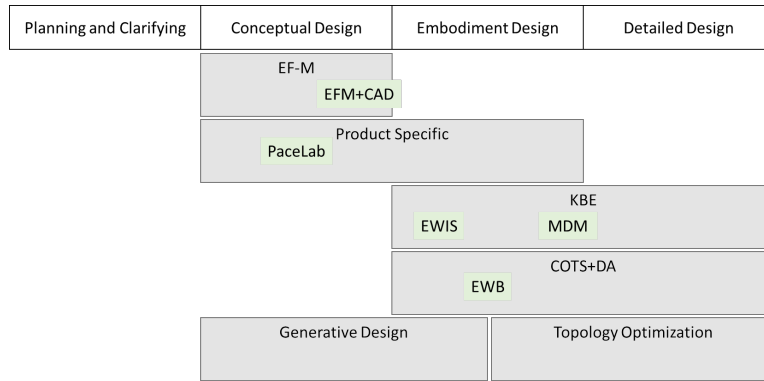 Planning and Clarifying
Conceptual Design
Embodiment Design
Detailed Design
EF-M
EFM+CAD
Product Specific
PaceLab
KBE
EWIS
MDM
COTS+DA
EWB
Generative Design
Topology Optimization